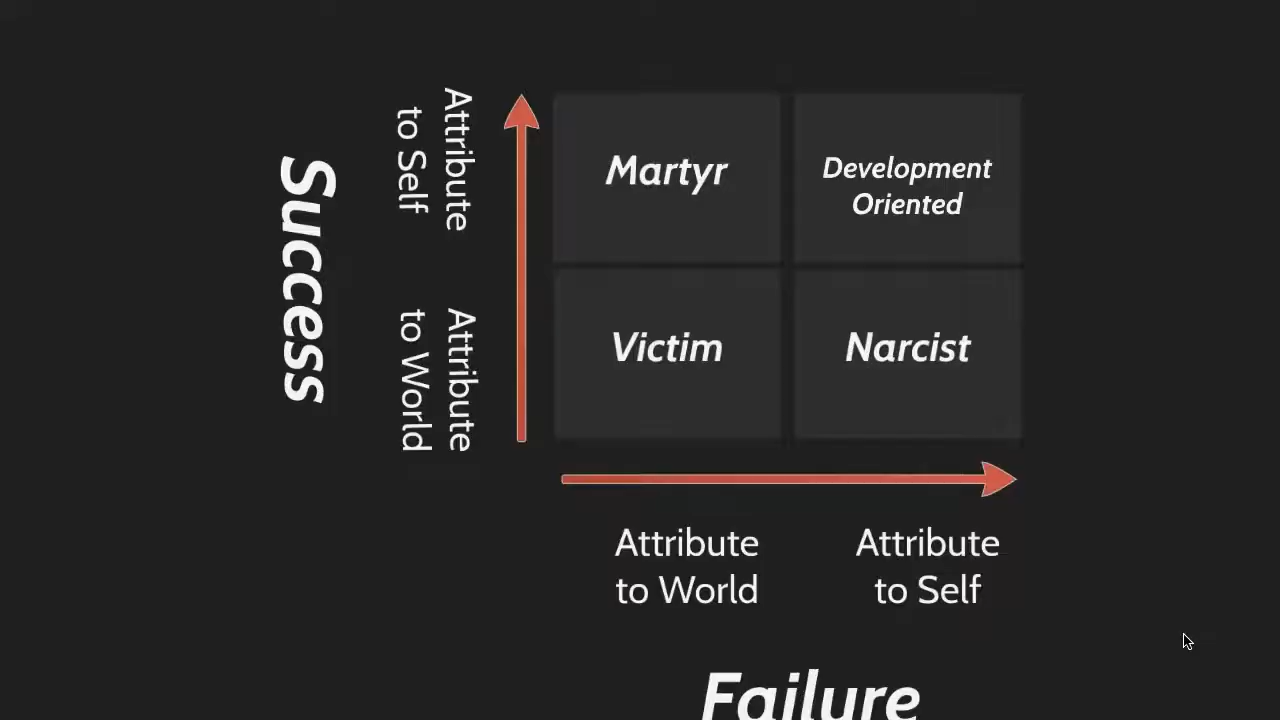 Success
Attribute
to Self
Attribute
to World
Martyr
Development
Oriented
Victim
Narcist
Attribute
to World
Attribute
to Self
Failure